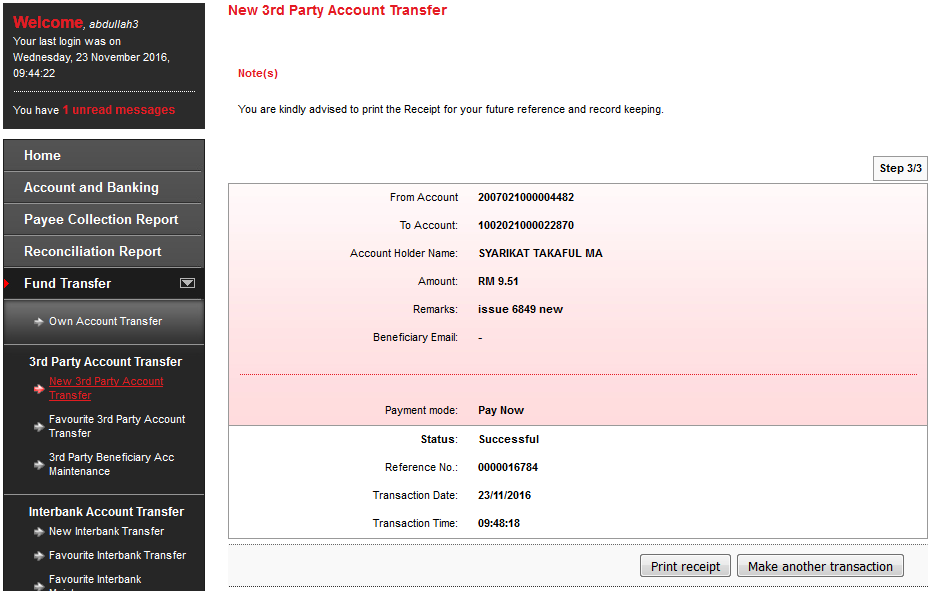 Welcome, abdullah3
Your last login was on
Wednesday, 23 November 2016,
09:44:22
You have 1 unread messages
Home
Account and Banking
Payee Collection Report
Reconciliation Report
Fund Transfer
Own Account Transfer
3rd Party Account Transfer
New 3rd Party Account
Transfer
Favourite 3rd Party Account
Transfer
3rd Party Beneficiary Acc
Maintenance
Interbank Account Transfer
New Interbank Transfer
Favourite Interbank Transfer
Favourite Interbank
New 3rd Party Account Transfer
Note(s)
You are kindly advised to print the Receipt for your future reference and record keeping.
Step 3/3
From Account 2007021000004482
To Account: 1002021000022870
Account Holder Name: SYARIKAT TAKAFUL MA
Amount: RM 9.51
Remarks: issue 6849 new
Beneficiary Email: -
Payment mode: Pay Now
Status: Successful
Reference No.: 0000016784
Transaction Date: 23/11/2016
Transaction Time: 09:48:18
Print receipt Make another transaction